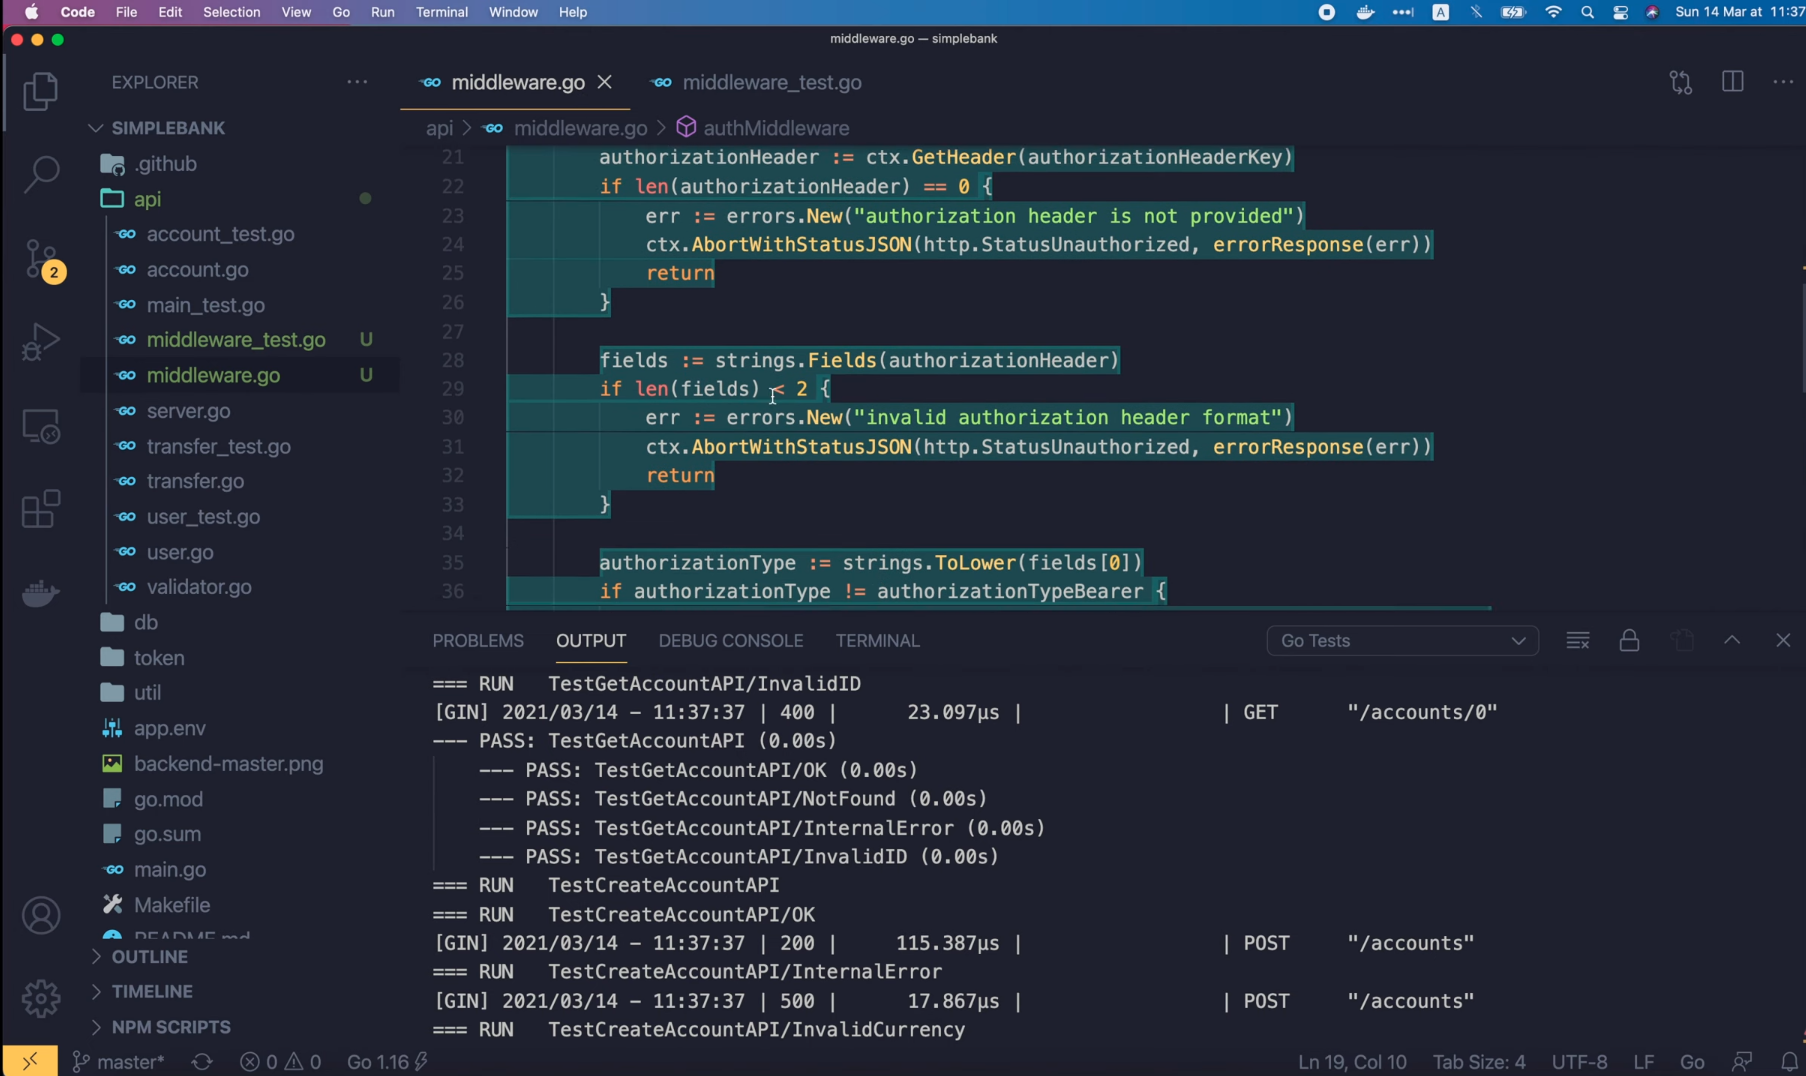 Code File Edit Selection View Go Run Terminal Window Help
A Sun 14 Mar at 11:37
middleware.go — simplebank
EXPLORER
middleware.go
middleware_test.go
SIMPLEBANK
api > middleware.go > authMiddleware
.github
api
account_test.go
account.go
main_test.go
middleware_test.go U
middleware.go U
server.go
transfer_test.go
transfer.go
user_test.go
user.go
validator.go
db
token
util
app.env
backend-master.png
go.mod
go.sum
main.go
Makefile
README.md
OUTLINE
TIMELINE
NPM SCRIPTS
2
21 authorizationHeader := ctx.GetHeader(authorizationHeaderKey)
22 if len(authorizationHeader) == 0 {
23 err := errors.New("authorization header is not provided")
24 ctx.AbortWithStatusJSON(http.StatusUnauthorized, errorResponse(err))
25 return
26 }
27
28 fields := strings.Fields(authorizationHeader)
29 if len(fields) < 2 {
30 err := errors.New("invalid authorization header format")
31 ctx.AbortWithStatusJSON(http.StatusUnauthorized, errorResponse(err))
32 return
33 }
34
35 authorizationType := strings.ToLower(fields[0])
36 if authorizationType != authorizationTypeBearer {
PROBLEMS OUTPUT DEBUG CONSOLE TERMINAL Go Tests
=== RUN TestGetAccountAPI/InvalidID
[GIN] 2021/03/14 - 11:37:37 | 400 | 23.097µs | | GET "/accounts/0"
--- PASS: TestGetAccountAPI (0.00s)
--- PASS: TestGetAccountAPI/OK (0.00s)
--- PASS: TestGetAccountAPI/NotFound (0.00s)
--- PASS: TestGetAccountAPI/InternalError (0.00s)
--- PASS: TestGetAccountAPI/InvalidID (0.00s)
=== RUN TestCreateAccountAPI
=== RUN TestCreateAccountAPI/OK
[GIN] 2021/03/14 - 11:37:37 | 200 | 115.387µs | | POST "/accounts"
=== RUN TestCreateAccountAPI/InternalError
[GIN] 2021/03/14 - 11:37:37 | 500 | 17.867µs | | POST "/accounts"
=== RUN TestCreateAccountAPI/InvalidCurrency
master* 0 0 Go 1.16 Ln 19, Col 10 Tab Size: 4 UTF-8 LF Go